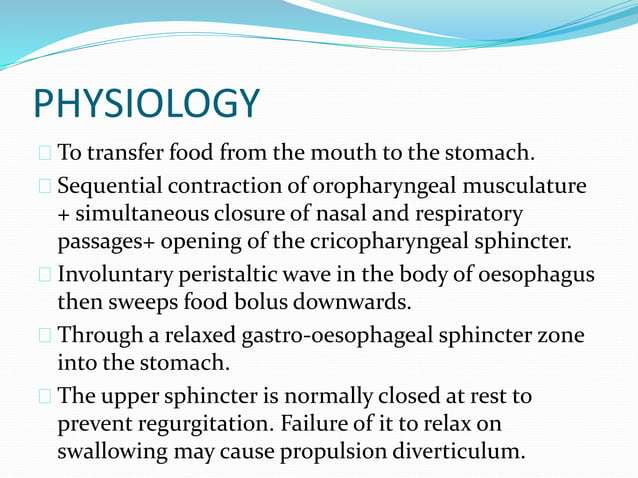 PHYSIOLOGY
To transfer food from the mouth to the stomach.
Sequential contraction of oropharyngeal musculature
+ simultaneous closure of nasal and respiratory
passages+ opening of the cricopharyngeal sphincter.
Involuntary peristaltic wave in the body of oesophagus
then sweeps food bolus downwards.
Through a relaxed gastro-oesophageal sphincter zone
into the stomach.
The upper sphincter is normally closed at rest to
prevent regurgitation. Failure of it to relax on
swallowing may cause propulsion diverticulum.